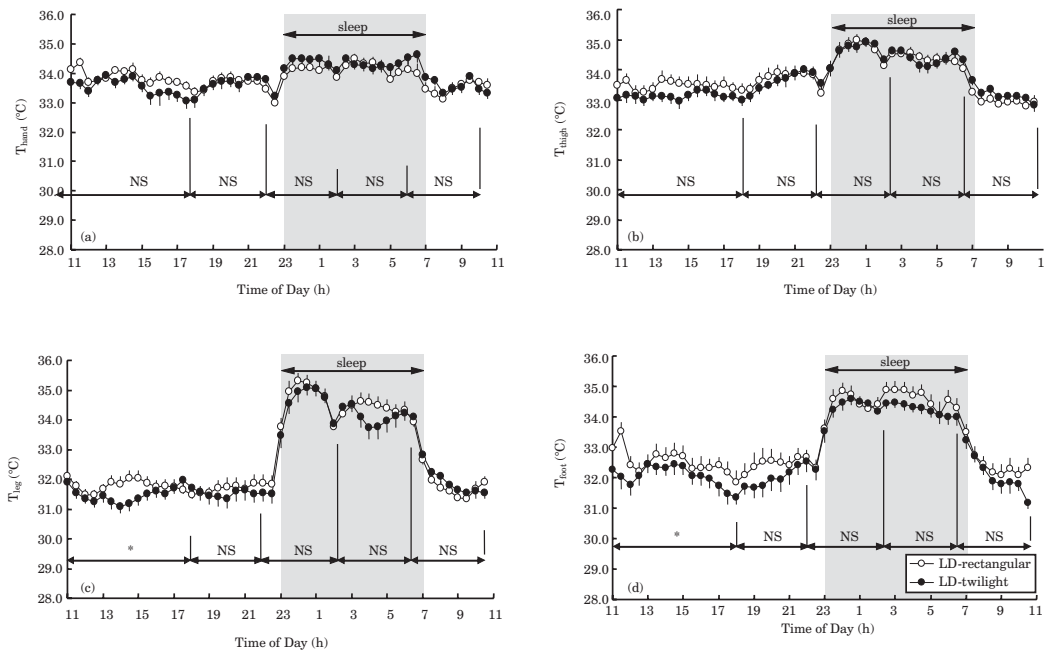 36.0
35.0
34.0
33.0
32.0
31.0
30.0
29.0
28.0
T hand (°C)
sleep
NS NS NS NS NS
(a)
11 13 15 17 19 21 23 1 3 5 7 9 11
Time of Day (h)
36.0
35.0
34.0
33.0
32.0
31.0
30.0
29.0
28.0
T thigh (°C)
sleep
NS NS NS NS NS
(b)
11 13 15 17 19 21 23 1 3 5 7 9 1
Time of Day (h)
36.0
35.0
34.0
33.0
32.0
31.0
30.0
29.0
28.0
T leg (°C)
sleep
* NS NS NS NS
(c)
11 13 15 17 19 21 23 1 3 5 7 9 11
Time of Day (h)
36.0
35.0
34.0
33.0
32.0
31.0
30.0
29.0
28.0
T foot (°C)
sleep
* NS NS NS NS
LD-rectangular
LD-twilight
(d)
11 13 15 17 19 21 23 1 3 5 7 9 11
Time of Day (h)